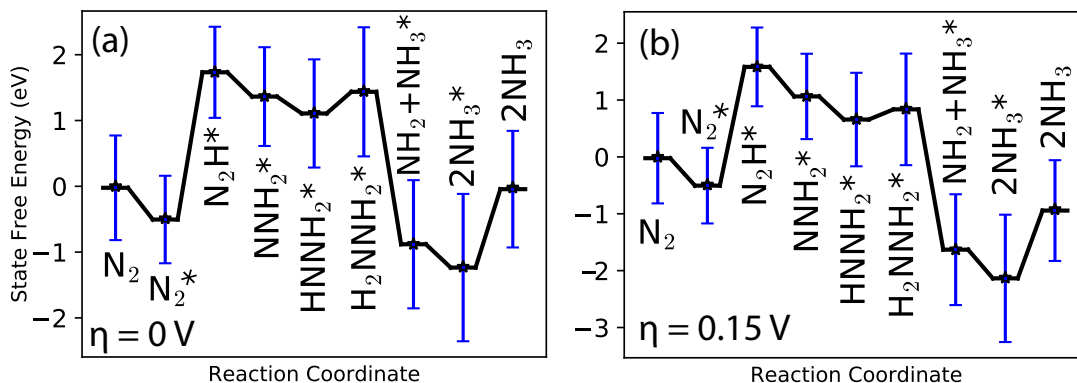 (a)
State Free Energy (eV)
2
1
0
−1
−2
N₂
N₂*
N₂H*
NNH₂*
HNNH₂*
H₂NNH₂*
NH₂+NH₃*
2NH₃*
2NH₃
η = 0 V
Reaction Coordinate
(b)
2
1
0
−1
−2
−3
N₂
N₂*
N₂H*
NNH₂*
HNNH₂*
H₂NNH₂*
NH₂+NH₃*
2NH₃*
2NH₃
η = 0.15 V
Reaction Coordinate